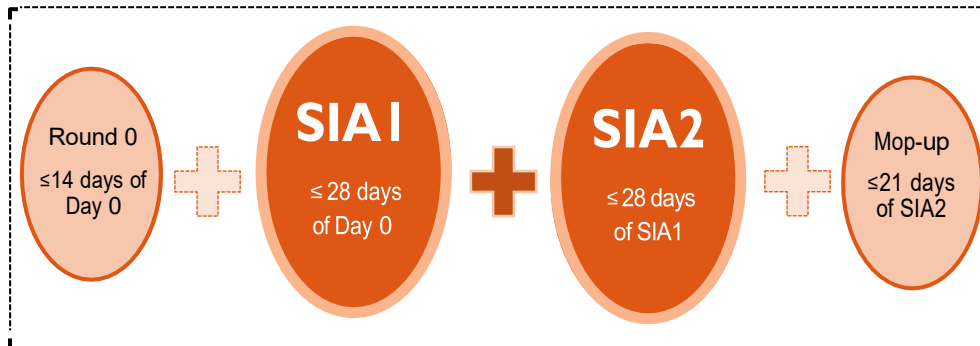 Round 0
≤14 days of
Day 0
SIA1
≤ 28 days
of Day 0
SIA2
≤ 28 days
of SIA1
Mop-up
≤21 days
of SIA2